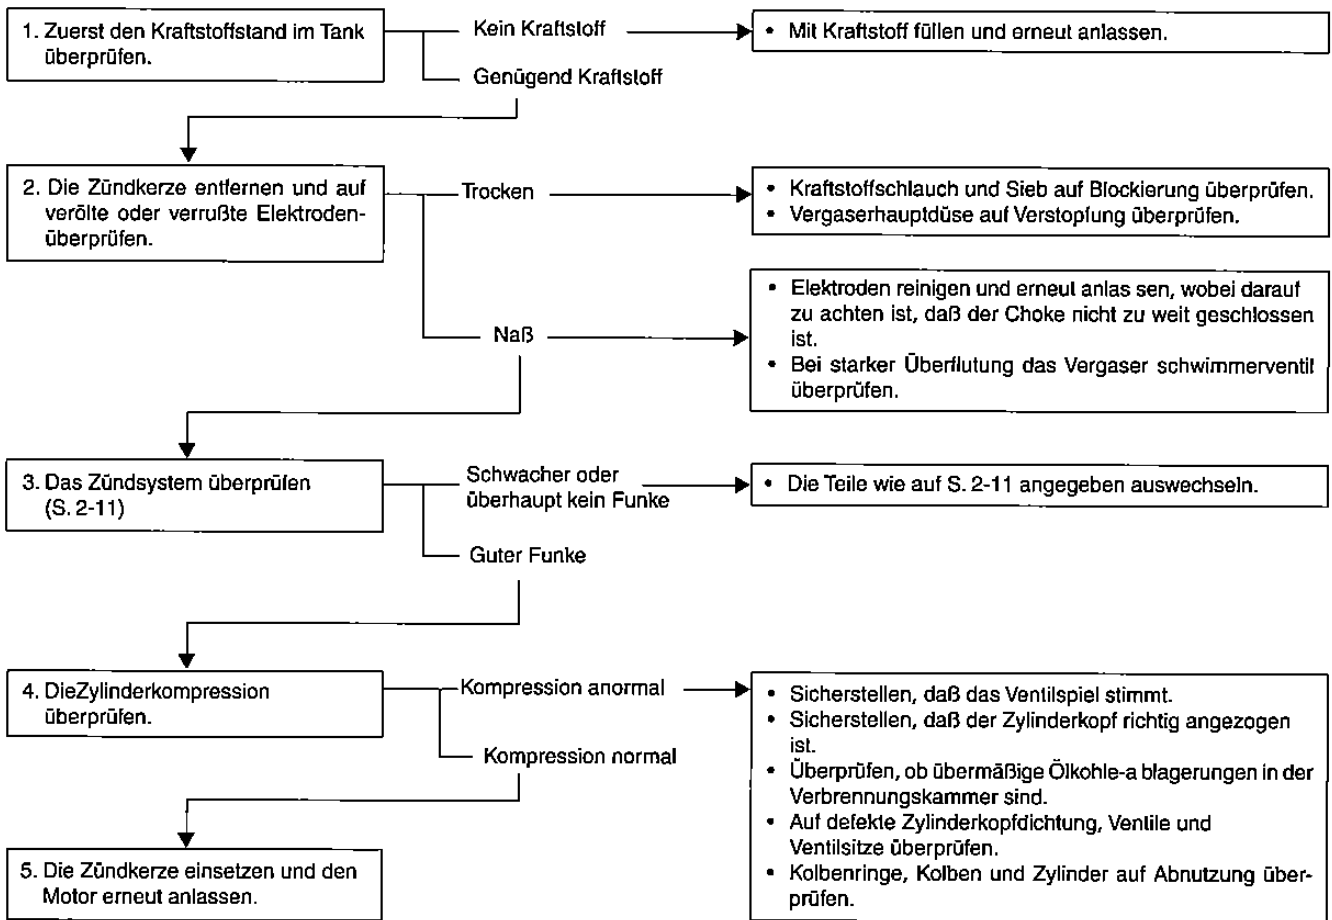 1. Zuerst den Kraftstoffstand im Tank
überprüfen.
Kein Kraftstoff
• Mit Kraftstoff füllen und erneut anlassen.
Genügend Kraftstoff
2. Die Zündkerze entfernen und auf
verölte oder verrußte Elektroden-
überprüfen.
Trocken
• Kraftstoffschlauch und Sieb auf Blockierung überprüfen.
• Vergaserhauptdüse auf Verstopfung überprüfen.
Naß
• Elektroden reinigen und erneut anlas sen, wobei darauf
zu achten ist, daß der Choke nicht zu weit geschlossen
ist.
• Bei starker Überflutung das Vergaser schwimmerventil
überprüfen.
3. Das Zündsystem überprüfen
(S. 2-11)
Schwacher oder
überhaupt kein Funke
• Die Teile wie auf S. 2-11 angegeben auswechseln.
Guter Funke
4. DieZylinderkompression
überprüfen.
Kompression anormal
• Sicherstellen, daß das Ventilspiel stimmt.
• Sicherstellen, daß der Zylinderkopf richtig angezogen
ist.
• Überprüfen, ob übermäßige Ölkohle-a blagerungen in der
Verbrennungskammer sind.
• Auf defekte Zylinderkopfdichtung, Ventile und
Ventilsitze überprüfen.
• Kolbenringe, Kolben und Zylinder auf Abnutzung über-
prüfen.
Kompression normal
5. Die Zündkerze einsetzen und den
Motor erneut anlassen.